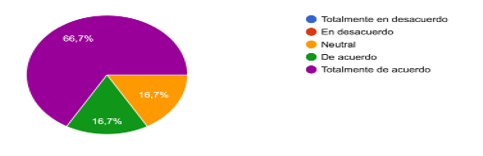 66,7%
16,7%
16,7%
Totalmente en desacuerdo
En desacuerdo
Neutral
De acuerdo
Totalmente de acuerdo